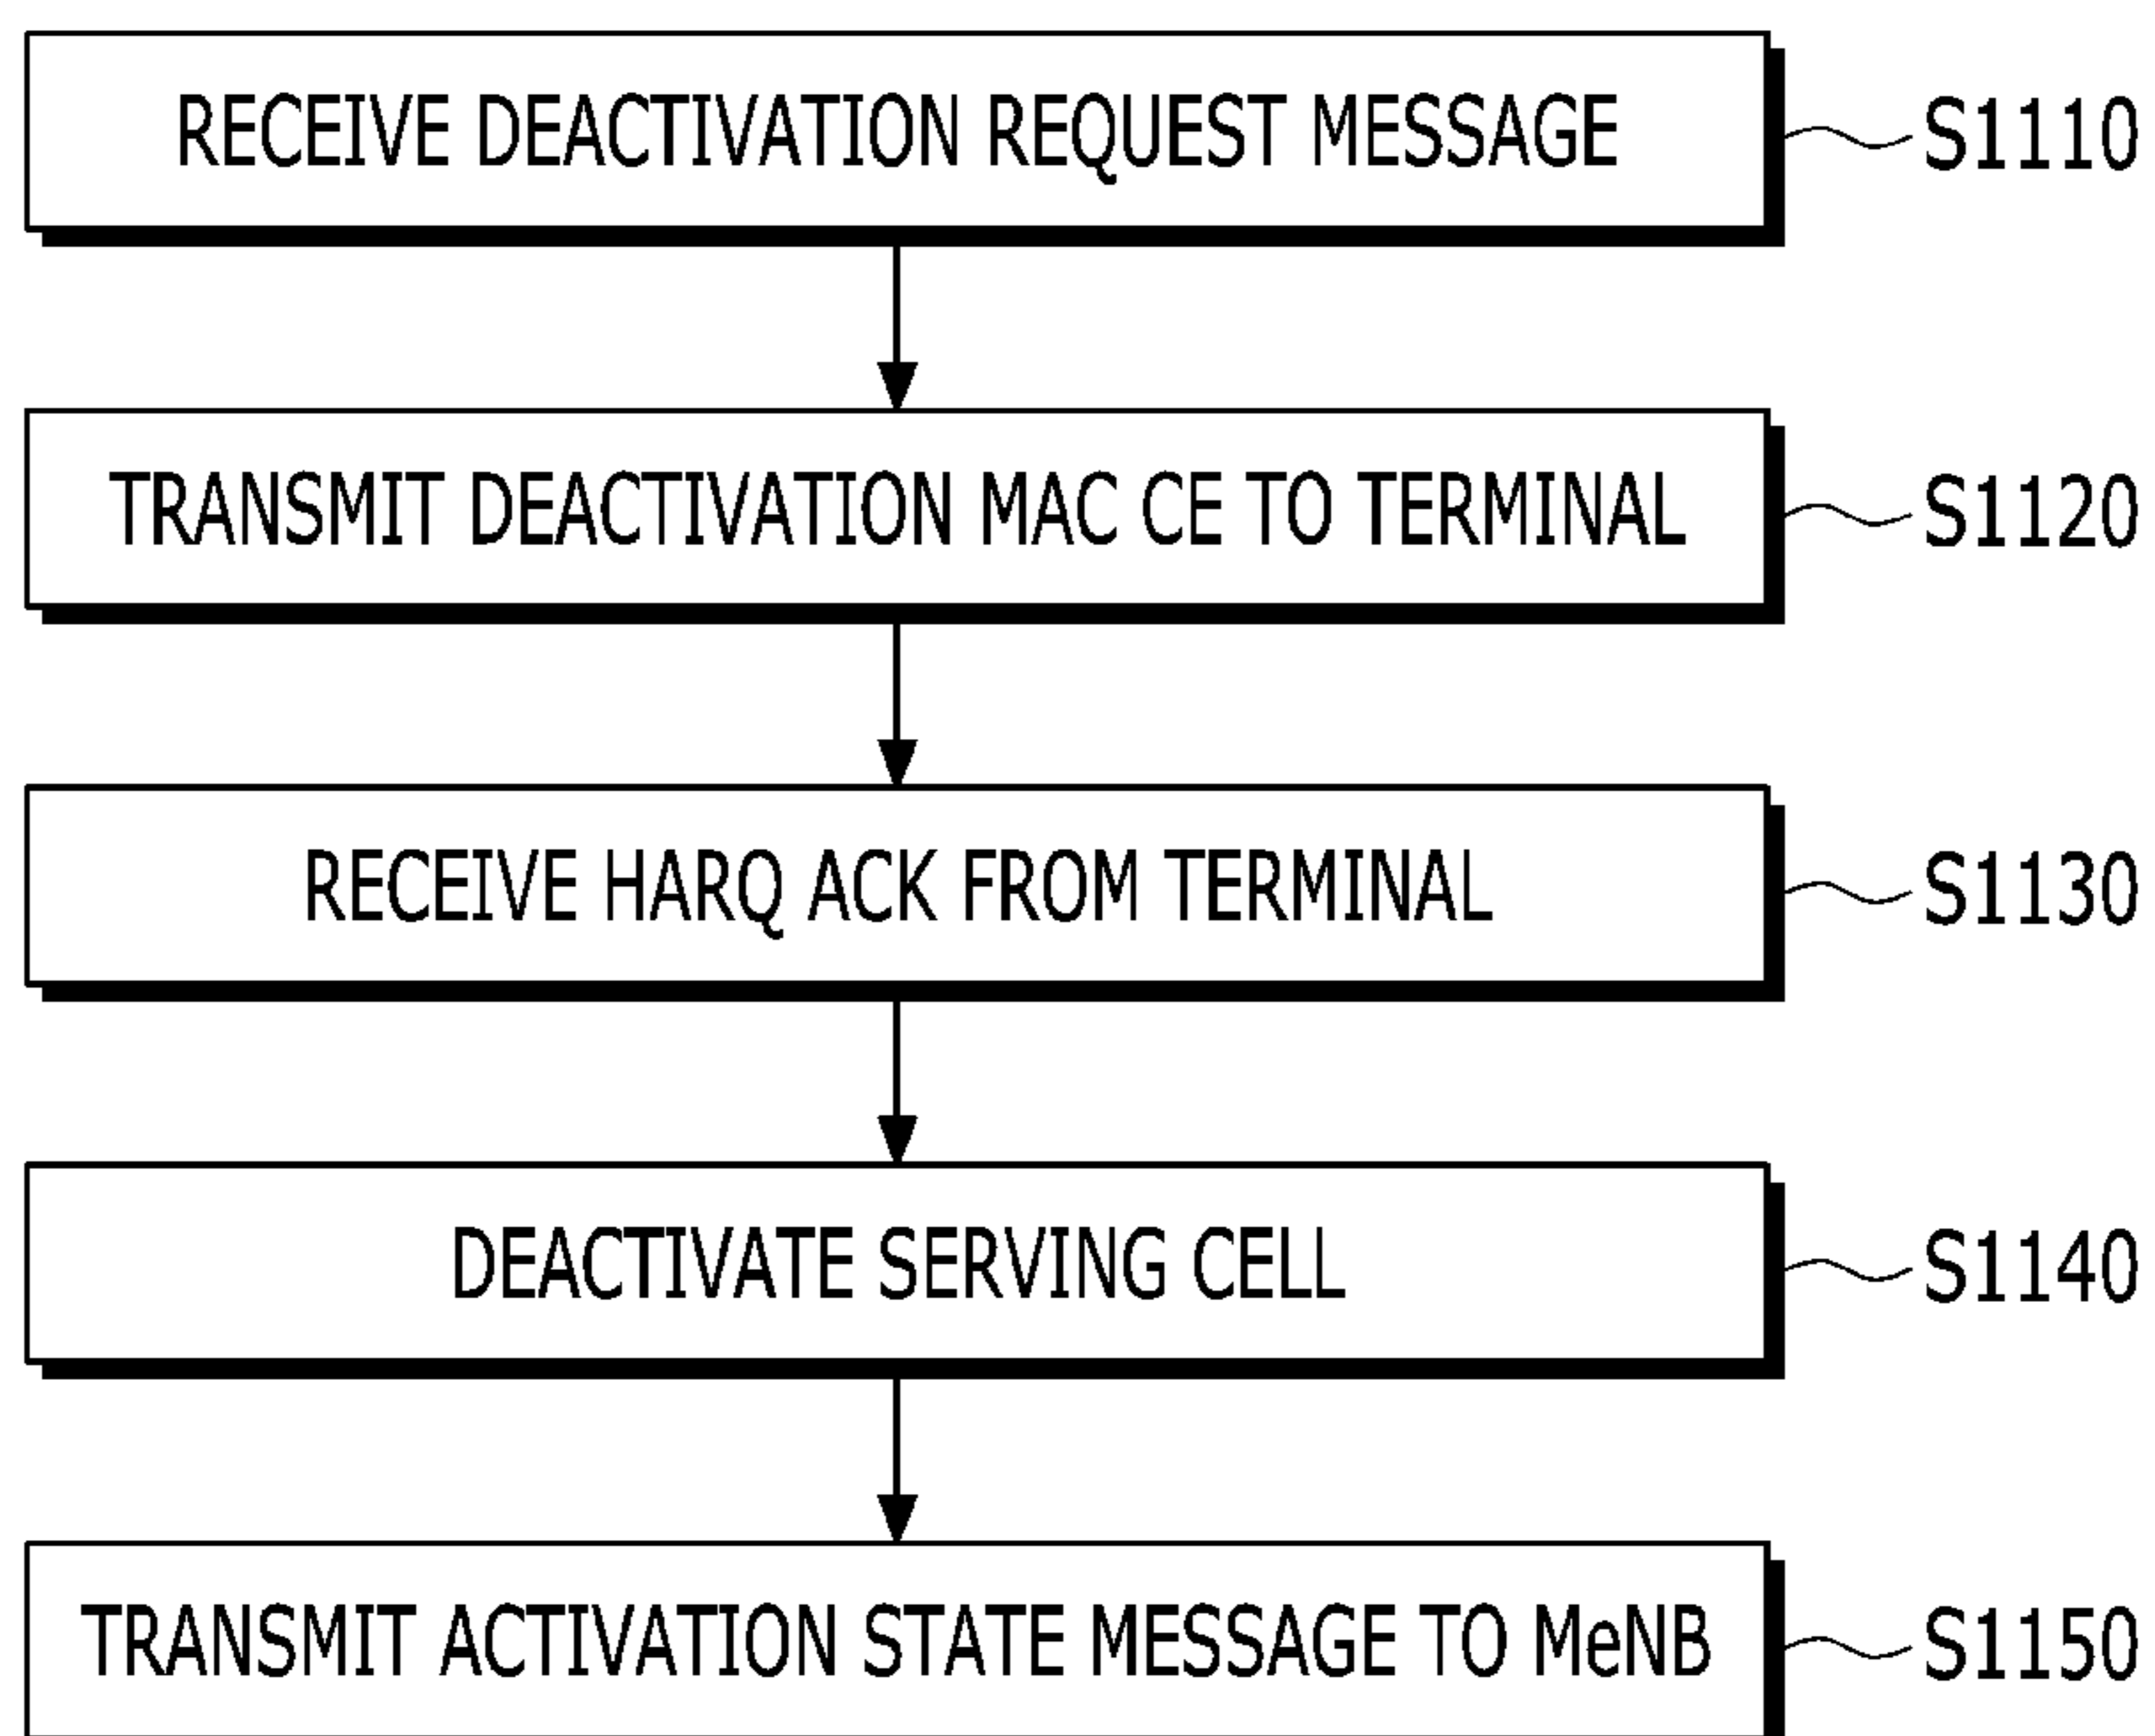 RECEIVE DEACTIVATION REQUEST MESSAGE S1110
TRANSMIT DEACTIVATION MAC CE TO TERMINAL S1120
RECEIVE HARQ ACK FROM TERMINAL S1130
DEACTIVATE SERVING CELL S1140
TRANSMIT ACTIVATION STATE MESSAGE TO MeNB S1150